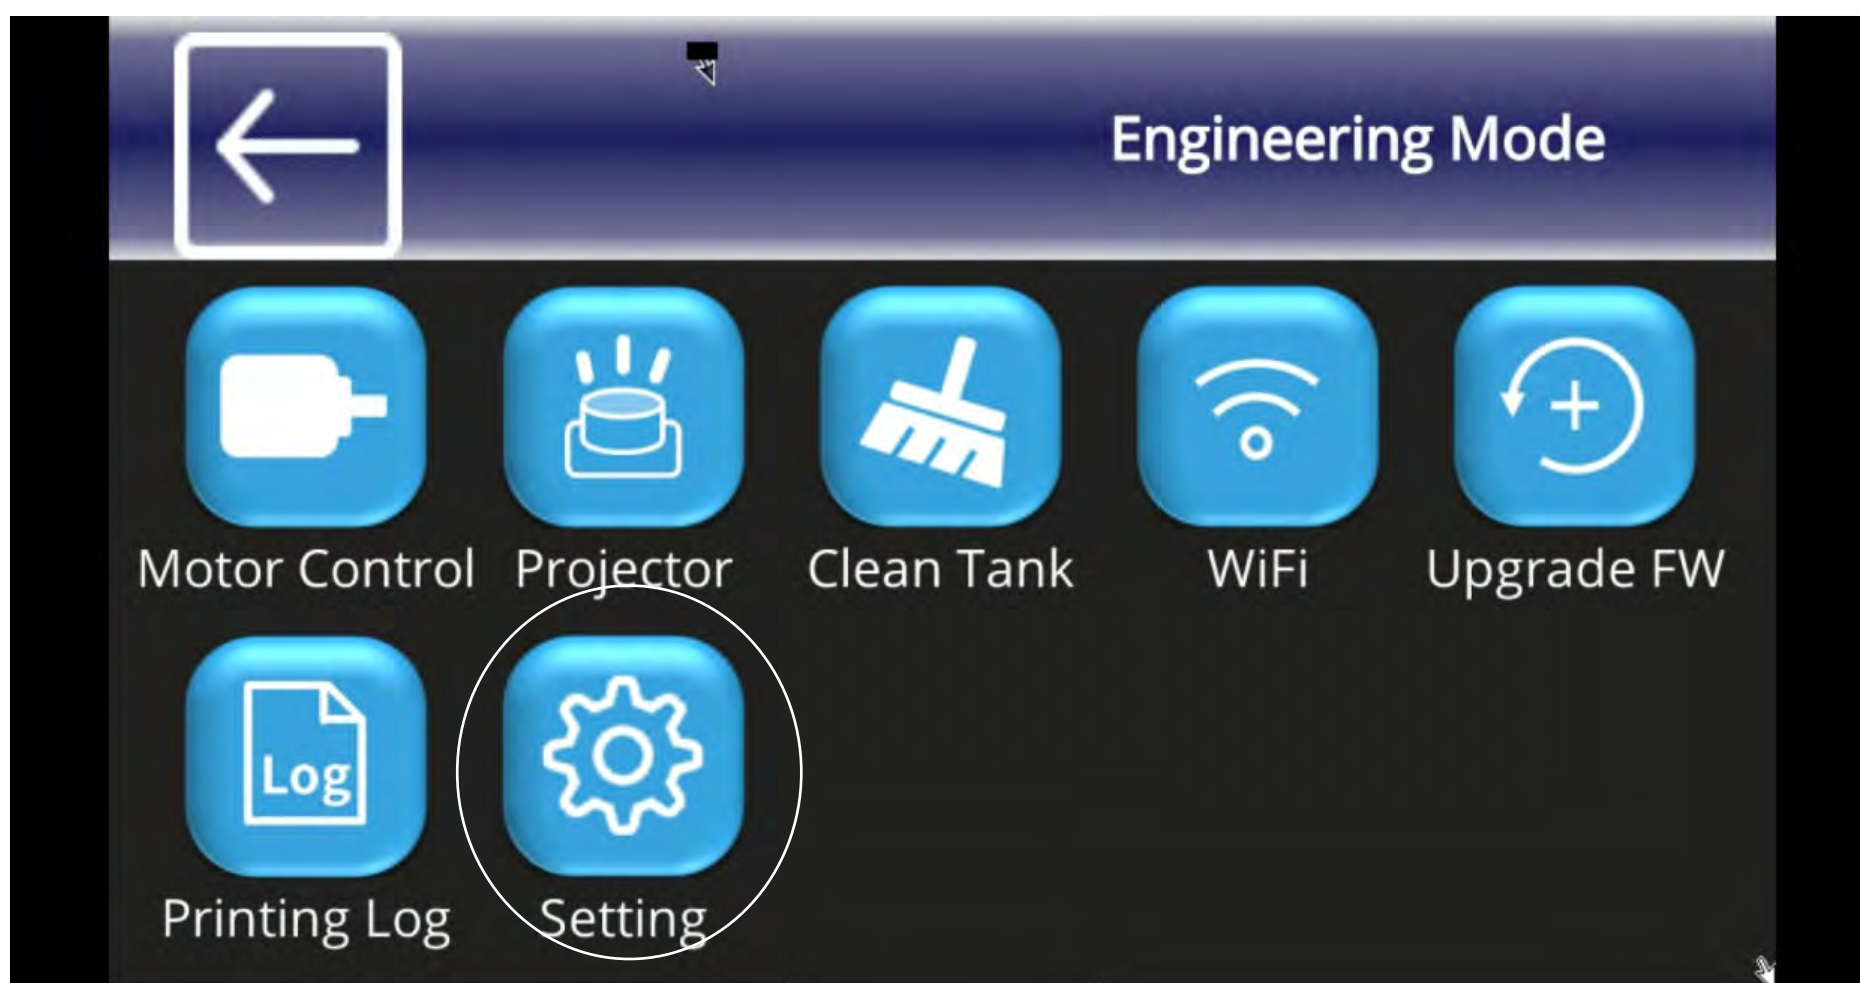 Engineering Mode
Motor Control Projector Clean Tank WiFi Upgrade FW
Log
Printing Log Setting